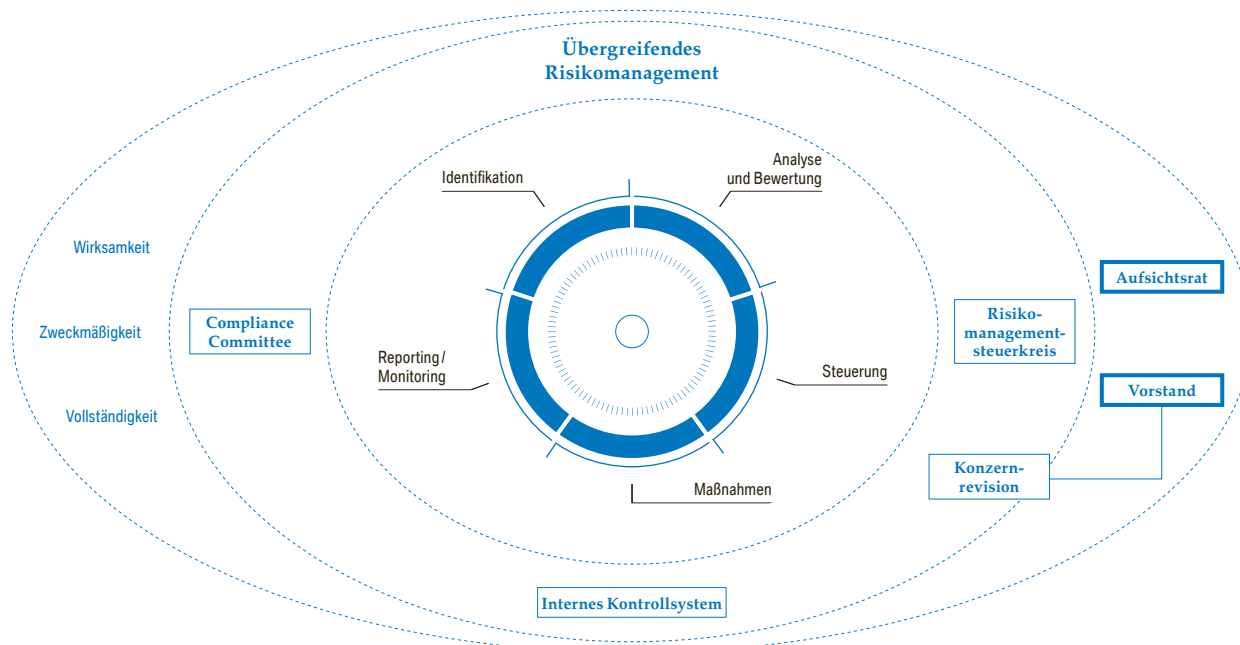 Übergreifendes
Risikomanagement
Identifikation
Analyse
und Bewertung
Wirksamkeit
Zweckmäßigkeit
Vollständigkeit
Compliance
Committee
Reporting/
Monitoring
Steuerung
Maßnahmen
Risiko-
management-
steuerkreis
Aufsichtsrat
Vorstand
Konzern-
revision
Internes Kontrollsystem